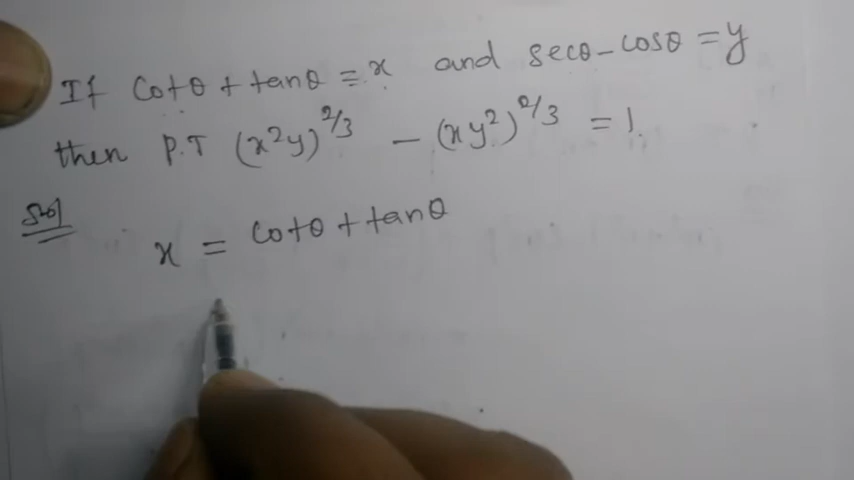 If cotθ + tanθ = x and secθ - cosθ = y
then P.T (x²y)^2/3 - (xy²)^2/3 = 1.
Sol
x = cotθ + tanθ